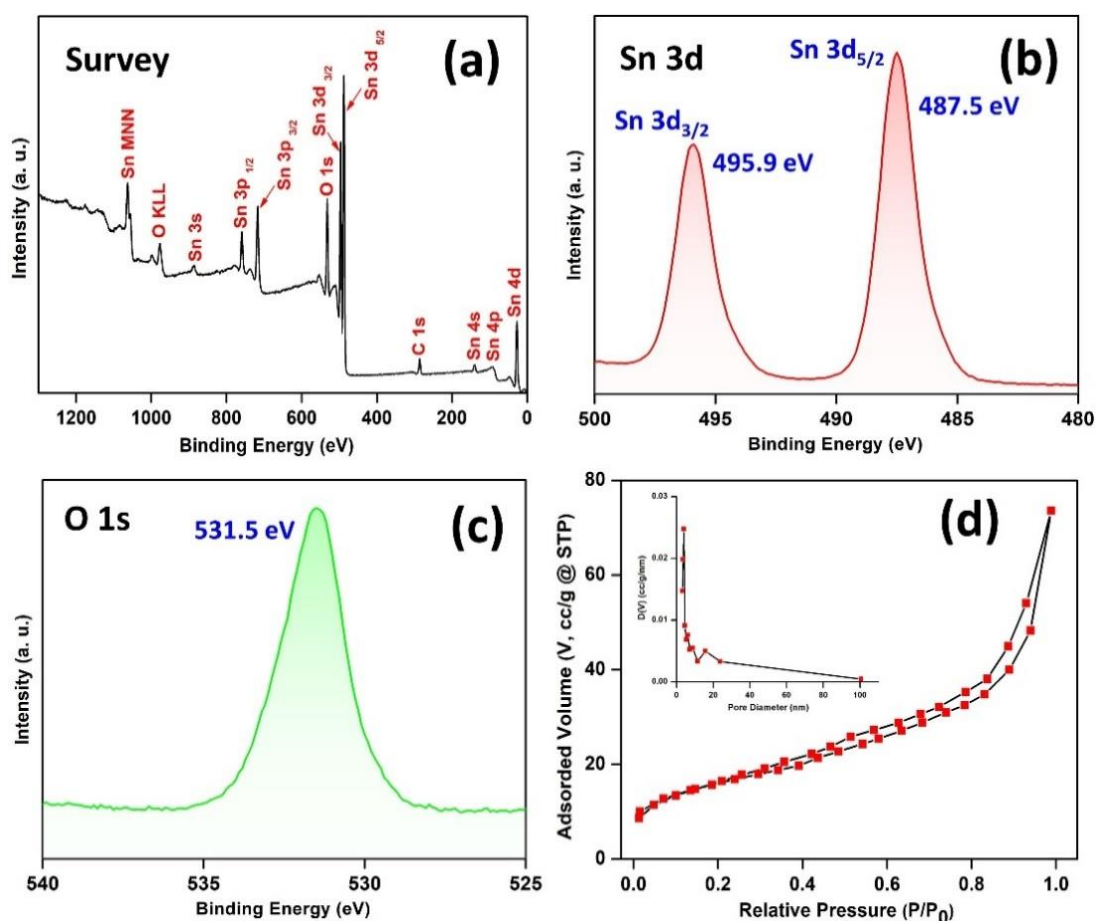 Survey
(a)
Sn MNN
O KLL
Sn 3s
Sn 3p 1/2
Sn 3p 3/2
O 1s
Sn 3d 3/2
Sn 3d 5/2
C 1s
Sn 4s
Sn 4p
Sn 4d
Intensity (a. u.)
1200 1000 800 600 400 200 0
Binding Energy (eV)
Sn 3d
(b)
Sn 3d5/2
487.5 eV
Sn 3d3/2
495.9 eV
Intensity (a. u.)
500 495 490 485 480
Binding Energy (eV)
O 1s
(c)
531.5 eV
Intensity (a. u.)
540 535 530 525
Binding Energy (eV)
(d)
Adsorded Volume (V, cc/g @ STP)
80
60
40
20
0
0.0 0.2 0.4 0.6 0.8 1.0
Relative Pressure (P/P0)
D(V) (cc/g/nm)
0.03
0.02
0.01
0.00
0 20 40 60 80 100
Pore Diameter (nm)